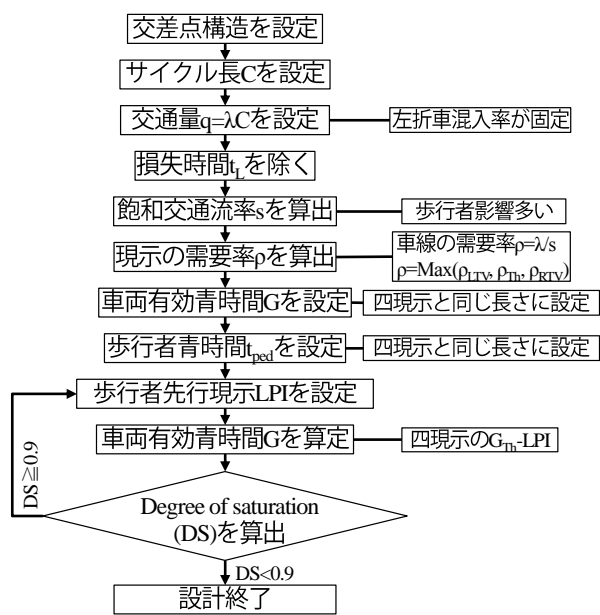 交差点構造を設定
サイクル長Cを設定
交通量q=λCを設定
左折車混入率が固定
損失時間tLを除く
飽和交通流率sを算出
歩行者影響多い
現示の需要率ρを算出
車線の需要率ρ=λ/s
ρ=Max(ρLTV, ρTh, ρRTV)
車両有効青時間Gを設定
四現示と同じ長さに設定
歩行者青時間tpedを設定
四現示と同じ長さに設定
歩行者先行現示LPIを設定
車両有効青時間Gを算定
四現示のGTh-LPI
DS≧0.9
Degree of saturation
(DS)を算出
DS<0.9
設計終了